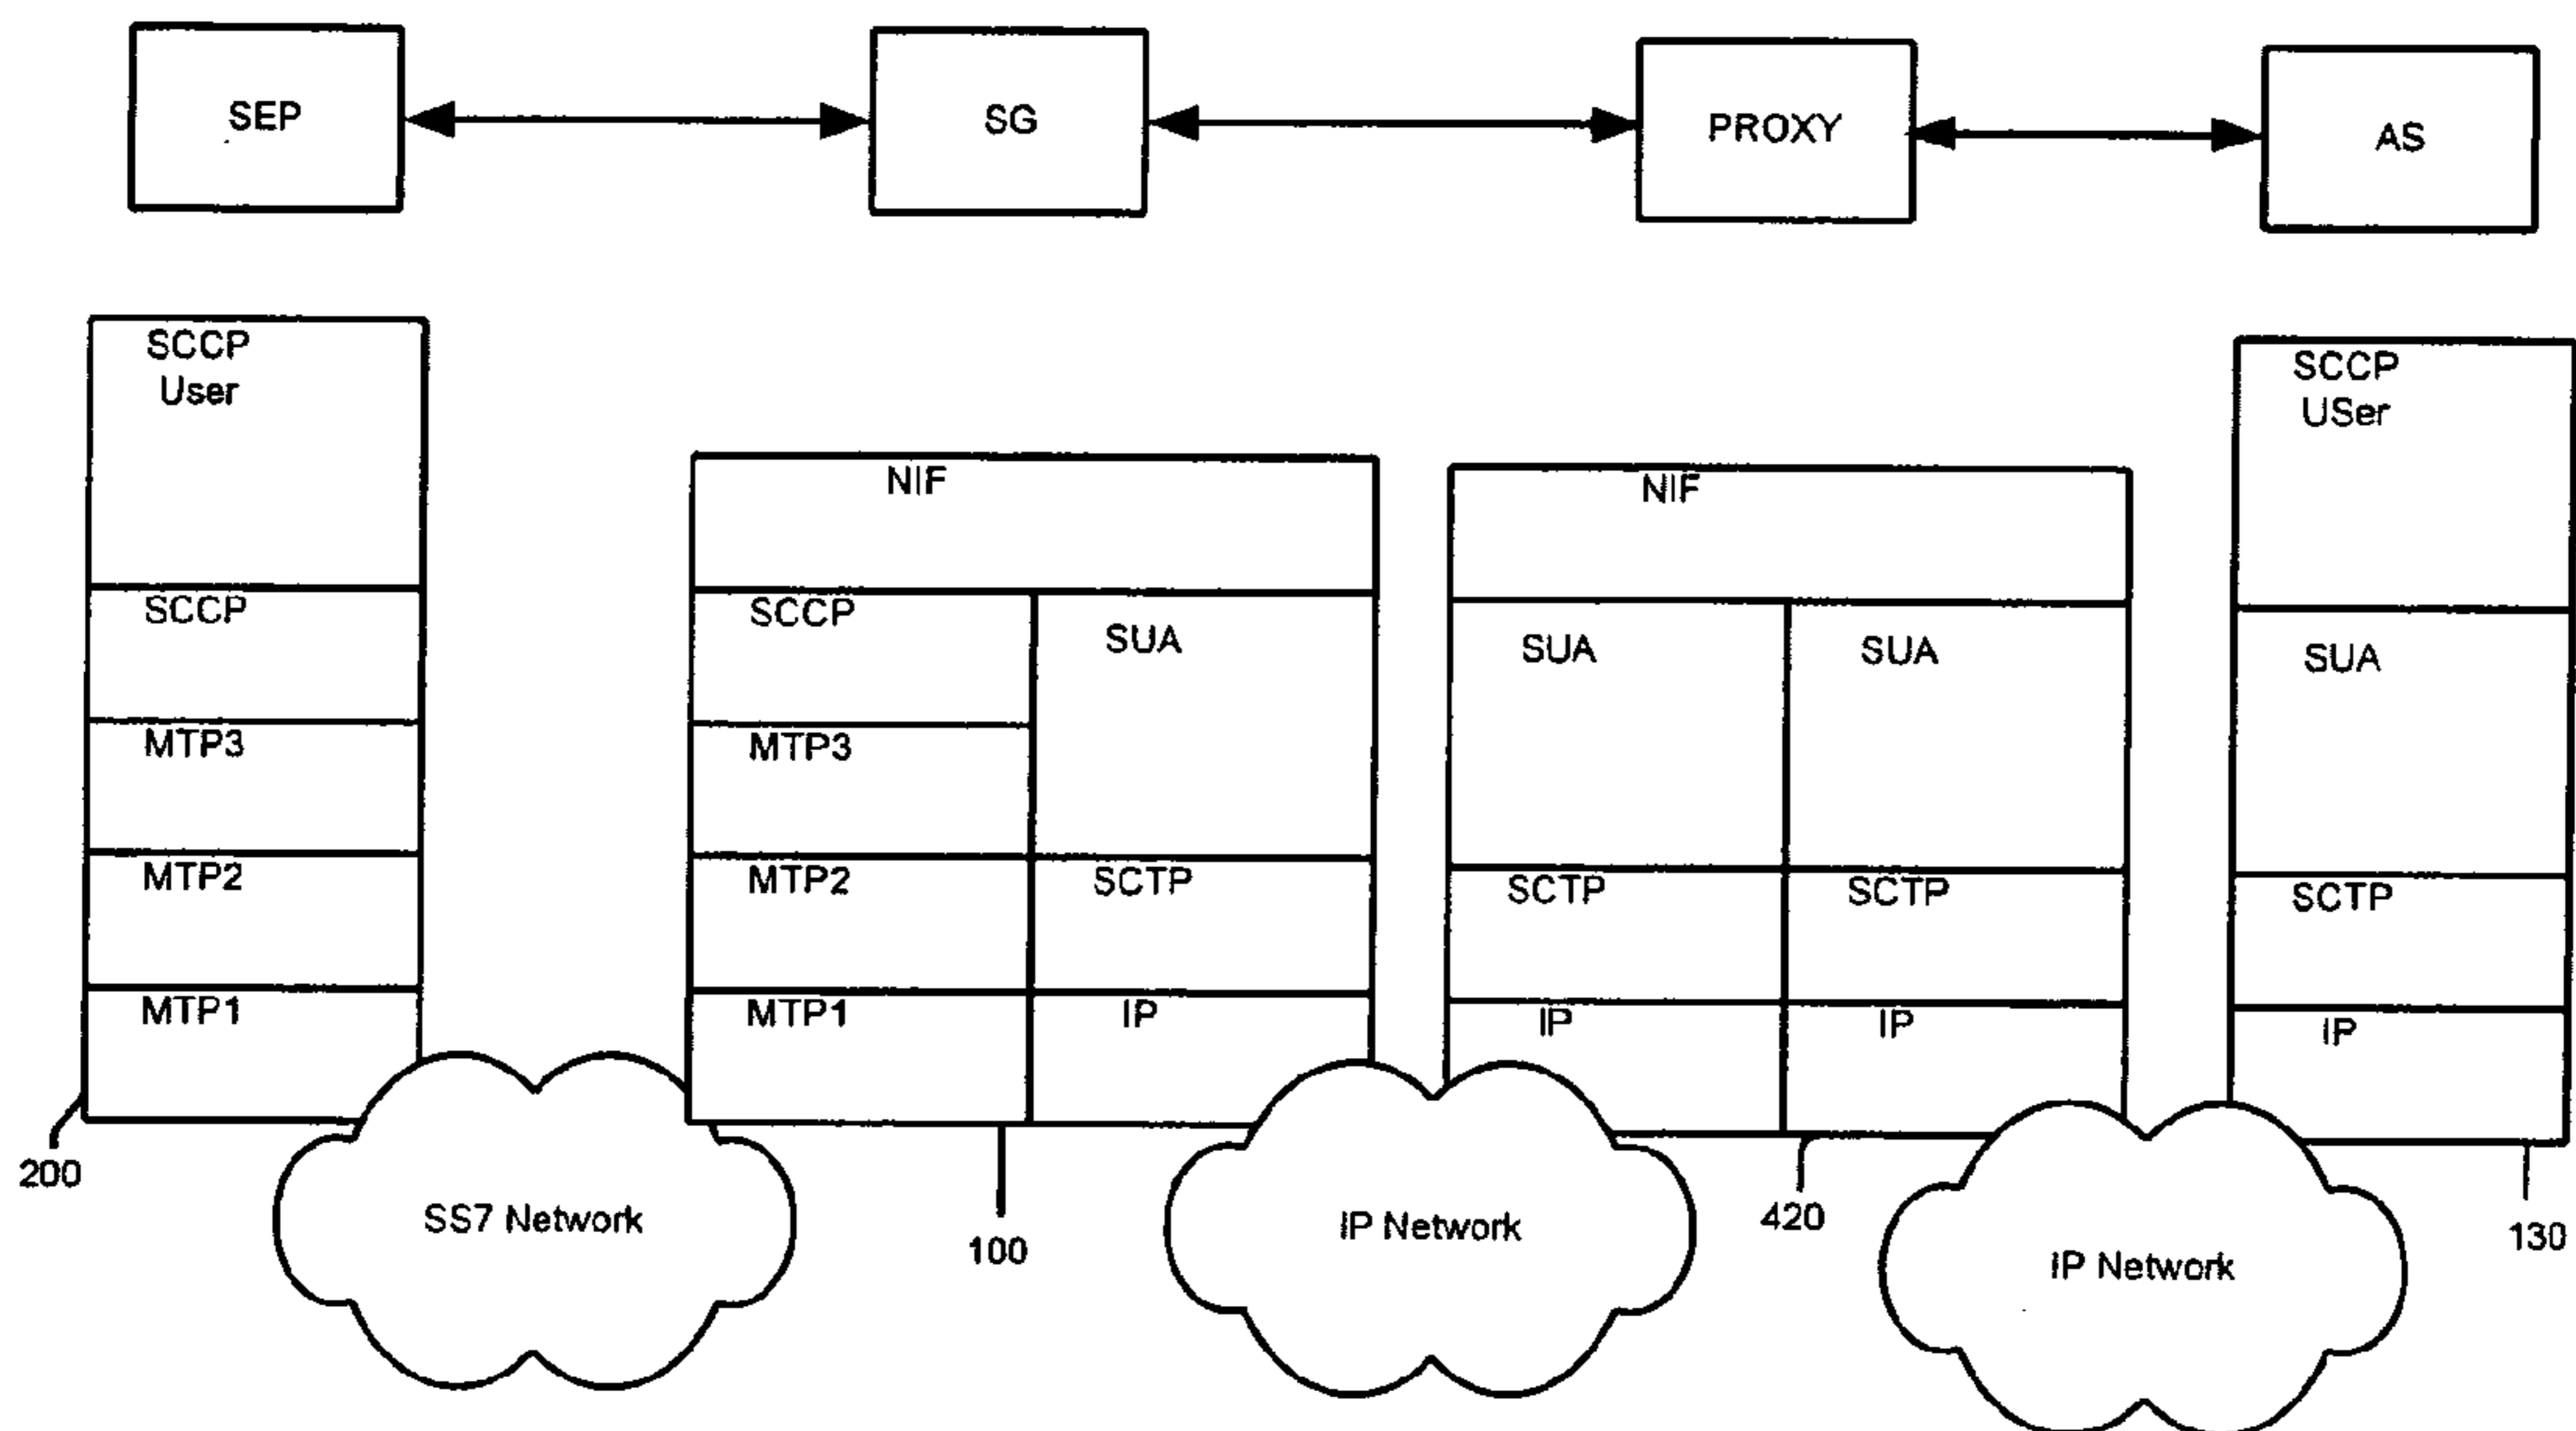 SEP
SG
PROXY
AS
SCCP
User
SCCP
MTP3
MTP2
MTP1
200
SS7 Network
NIF
SCCP
MTP3
MTP2
MTP1
SUA
SCTP
IP
100
IP Network
NIF
SUA
SCTP
IP
SUA
SCTP
IP
420
IP Network
SCCP
USer
SUA
SCTP
IP
130